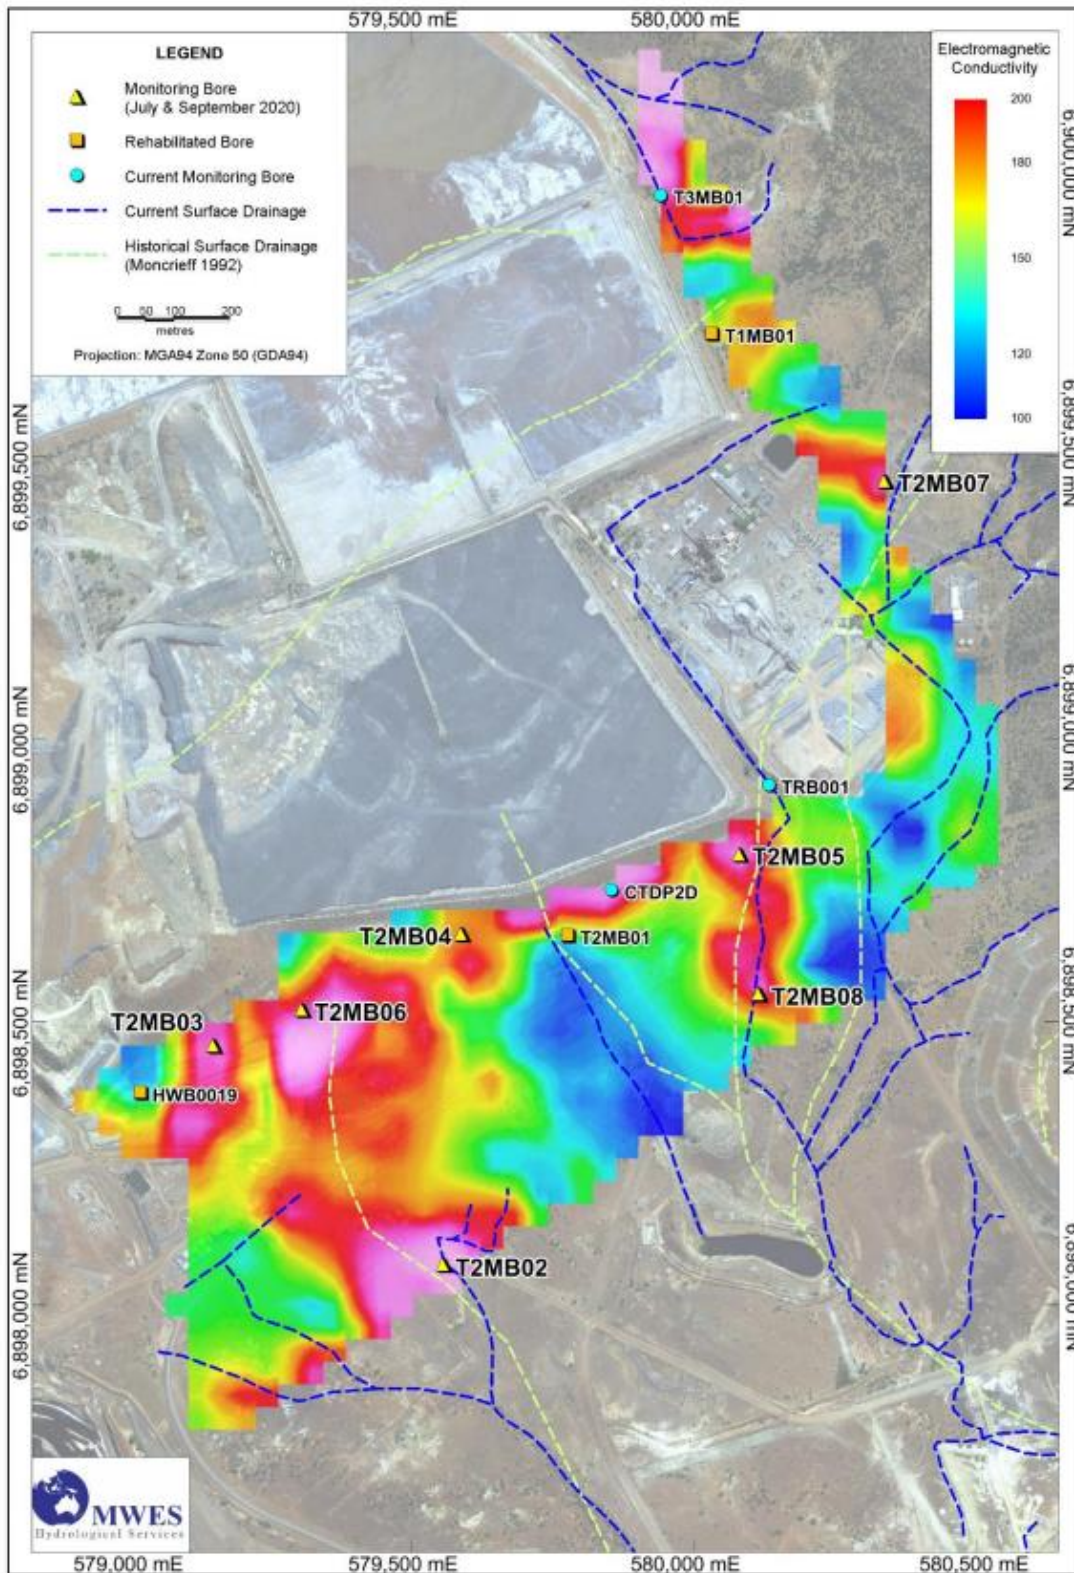 579,500 mE
580,000 mE
LEGEND
Monitoring Bore
(July & September 2020)
Rehabilitated Bore
Current Monitoring Bore
Current Surface Drainage
Historical Surface Drainage
(Moncrieff 1992)
0 50 100 200
metres
Projection: MGA94 Zone 50 (GDA94)
Electromagnetic
Conductivity
200
180
150
120
100
6,900,000 mN
T3MB01
T1MB01
6,899,500 mN
6,899,500 mN
T2MB07
6,899,000 mN
6,899,000 mN
TRB001
T2MB05
CTDP2D
T2MB04
T2MB01
T2MB08
T2MB06
T2MB03
6,898,500 mN
6,898,500 mN
HWB0019
T2MB02
6,898,000 mN
6,898,000 mN
MWES
Hydrological Services
579,000 mE
579,500 mE
580,000 mE
580,500 mE